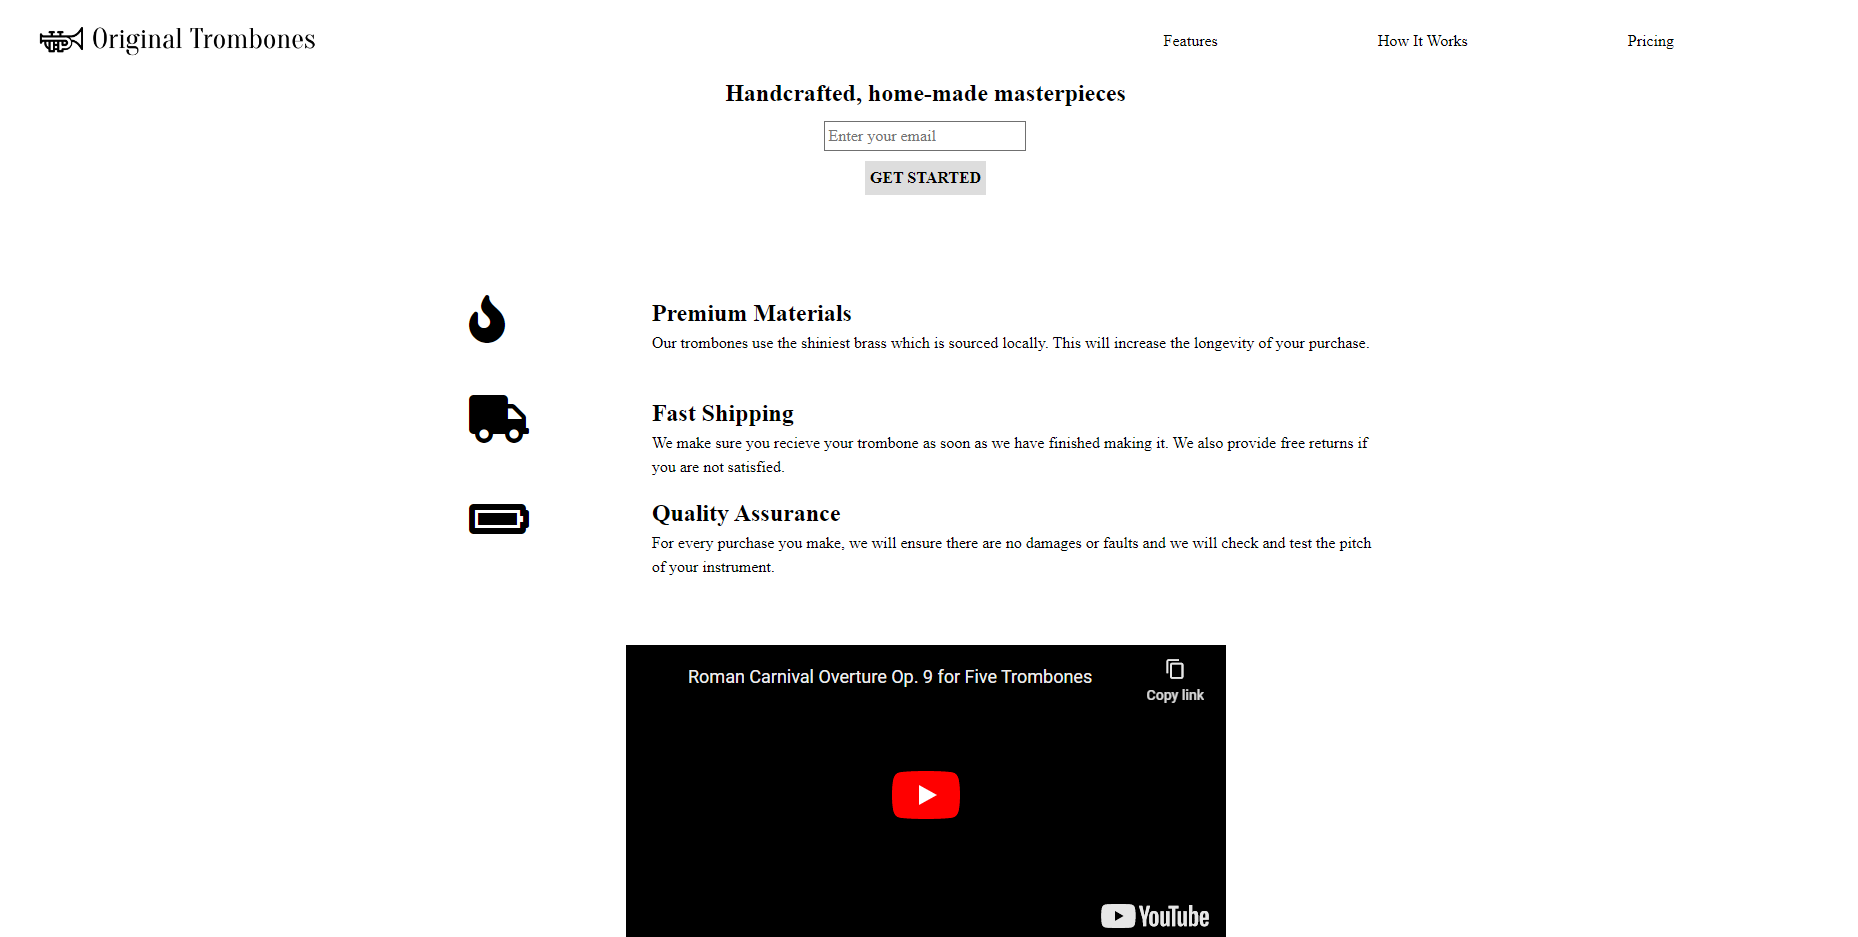 Original Trombones
Features
How It Works
Pricing
Handcrafted, home-made masterpieces
Enter your email
GET STARTED
Premium Materials
Our trombones use the shiniest brass which is sourced locally. This will increase the longevity of your purchase.
Fast Shipping
We make sure you recieve your trombone as soon as we have finished making it. We also provide free returns if
you are not satisfied.
Quality Assurance
For every purchase you make, we will ensure there are no damages or faults and we will check and test the pitch
of your instrument.
Roman Carnival Overture Op. 9 for Five Trombones
Copy link
YouTube